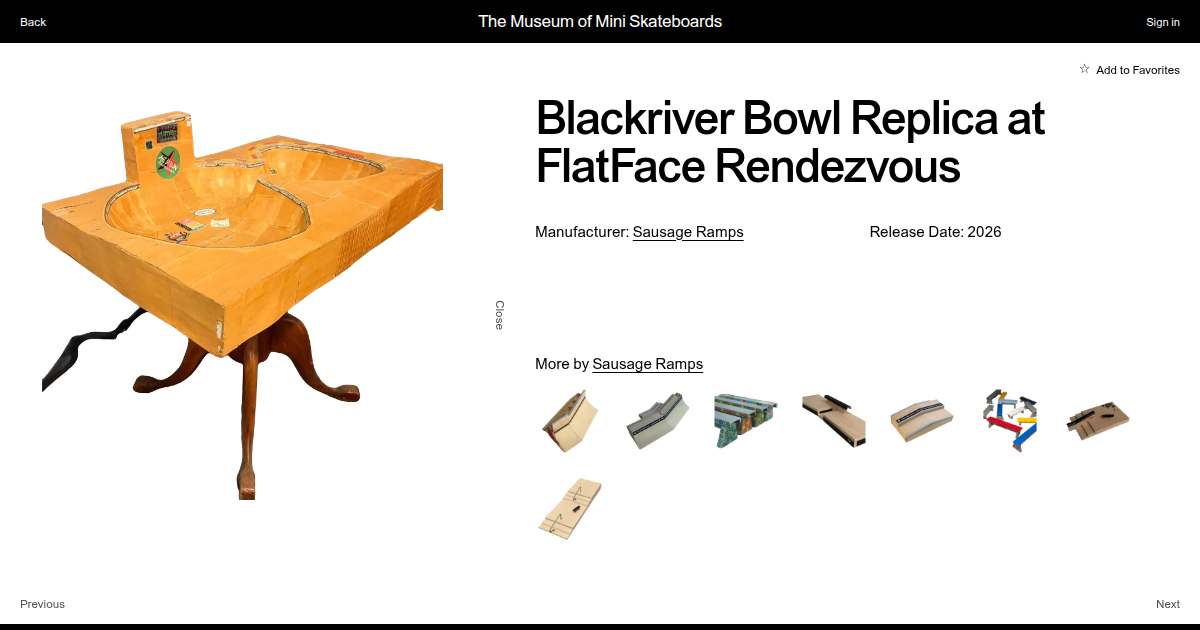 Back
The Museum of Mini Skateboards
Sign in
☆ Add to Favorites
Blackriver Bowl Replica at
FlatFace Rendezvous
Manufacturer: Sausage Ramps
Release Date: 2026
Close
More by Sausage Ramps
Previous
Next